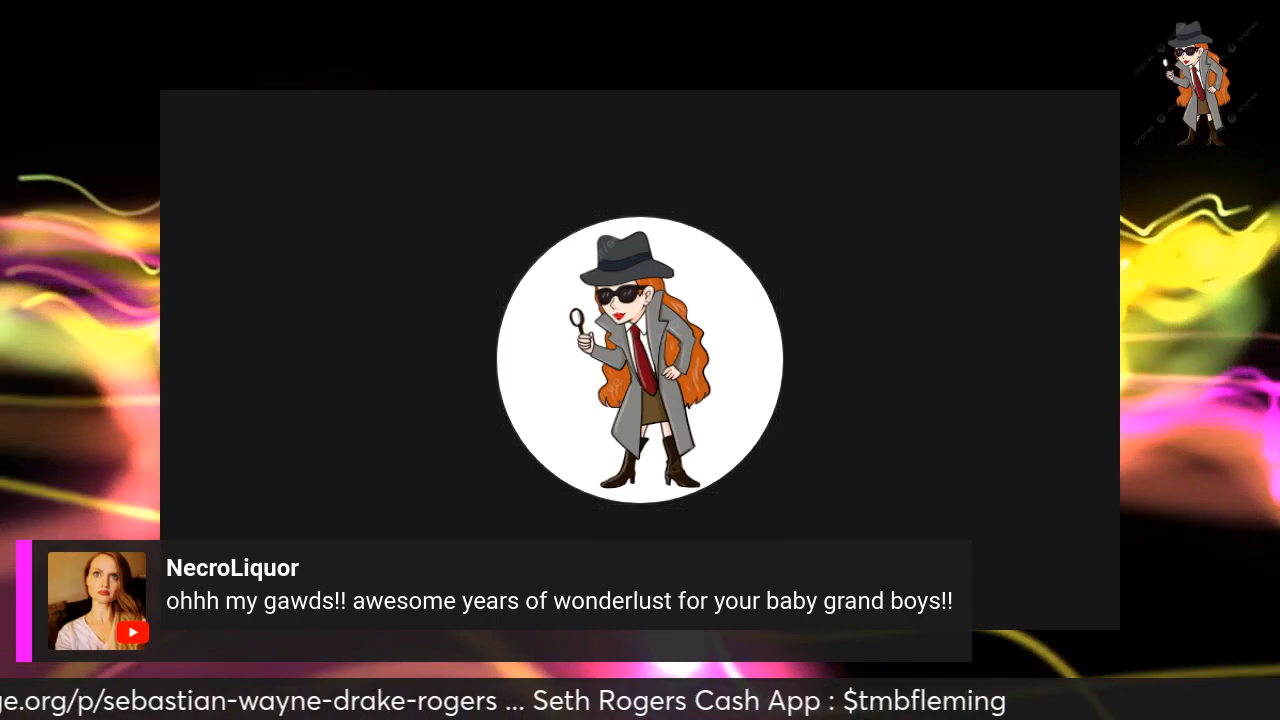 NecroLiquor
ohhh my gawds!! awesome years of wonderlust for your baby grand boys!!
ge.org/p/sebastian-wayne-drake-rogers ... Seth Rogers Cash App : $tmbfleming